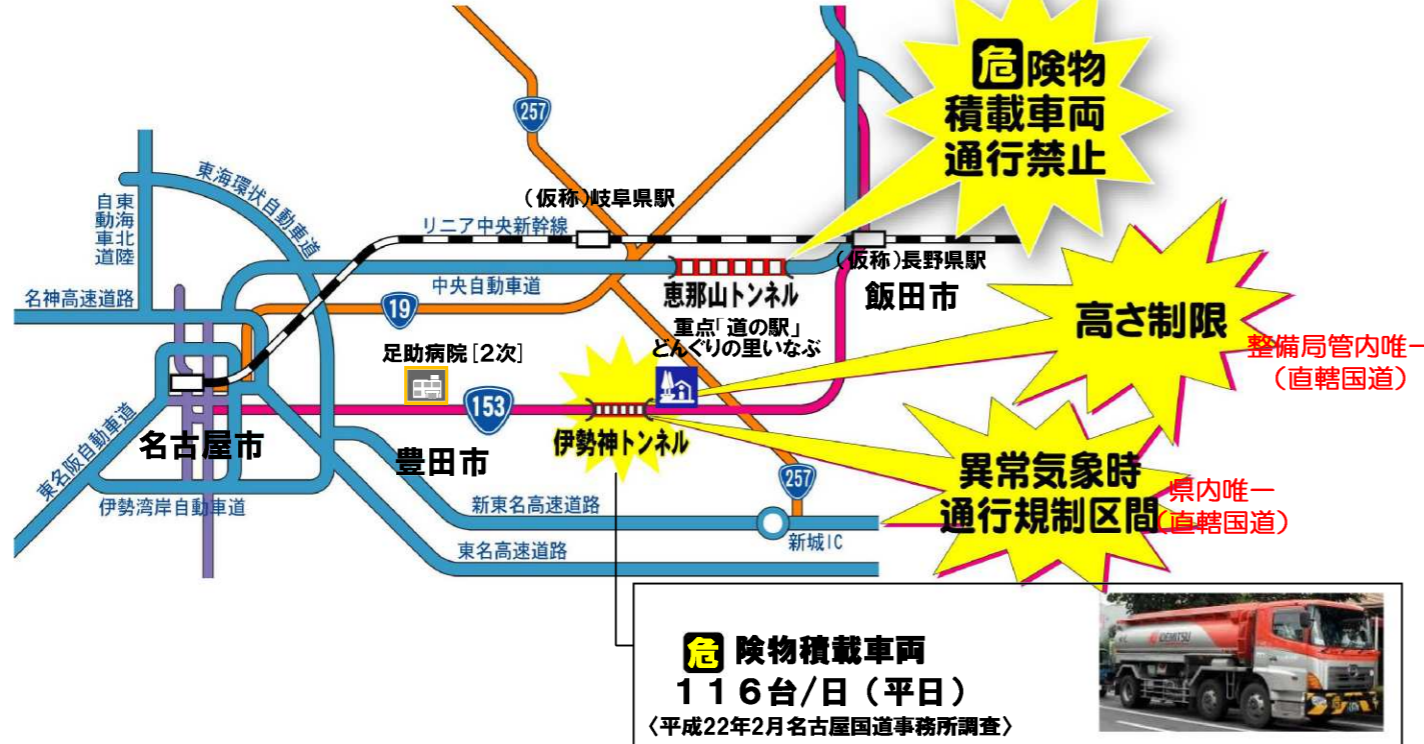 危険物
積載車両
通行禁止
257
東海環状自動車道
東海北陸
自動車道
(仮称)岐阜県駅
リニア中央新幹線
(仮称)長野県駅
飯田市
中央自動車道
恵那山トンネル
名神高速道路
19
重点「道の駅」
どんぐりの里いなぶ
高さ制限
整備局管内唯一
(直轄国道)
足助病院[2次]
153
伊勢神トンネル
名古屋市
豊田市
東名阪自動車道
伊勢湾岸自動車道
異常気象時
通行規制区間
県内唯一
(直轄国道)
257
新東名高速道路
新城IC
東名高速道路
危険物積載車両
116台/日(平日)
〈平成22年2月名古屋国道事務所調査〉
IDEMITSU